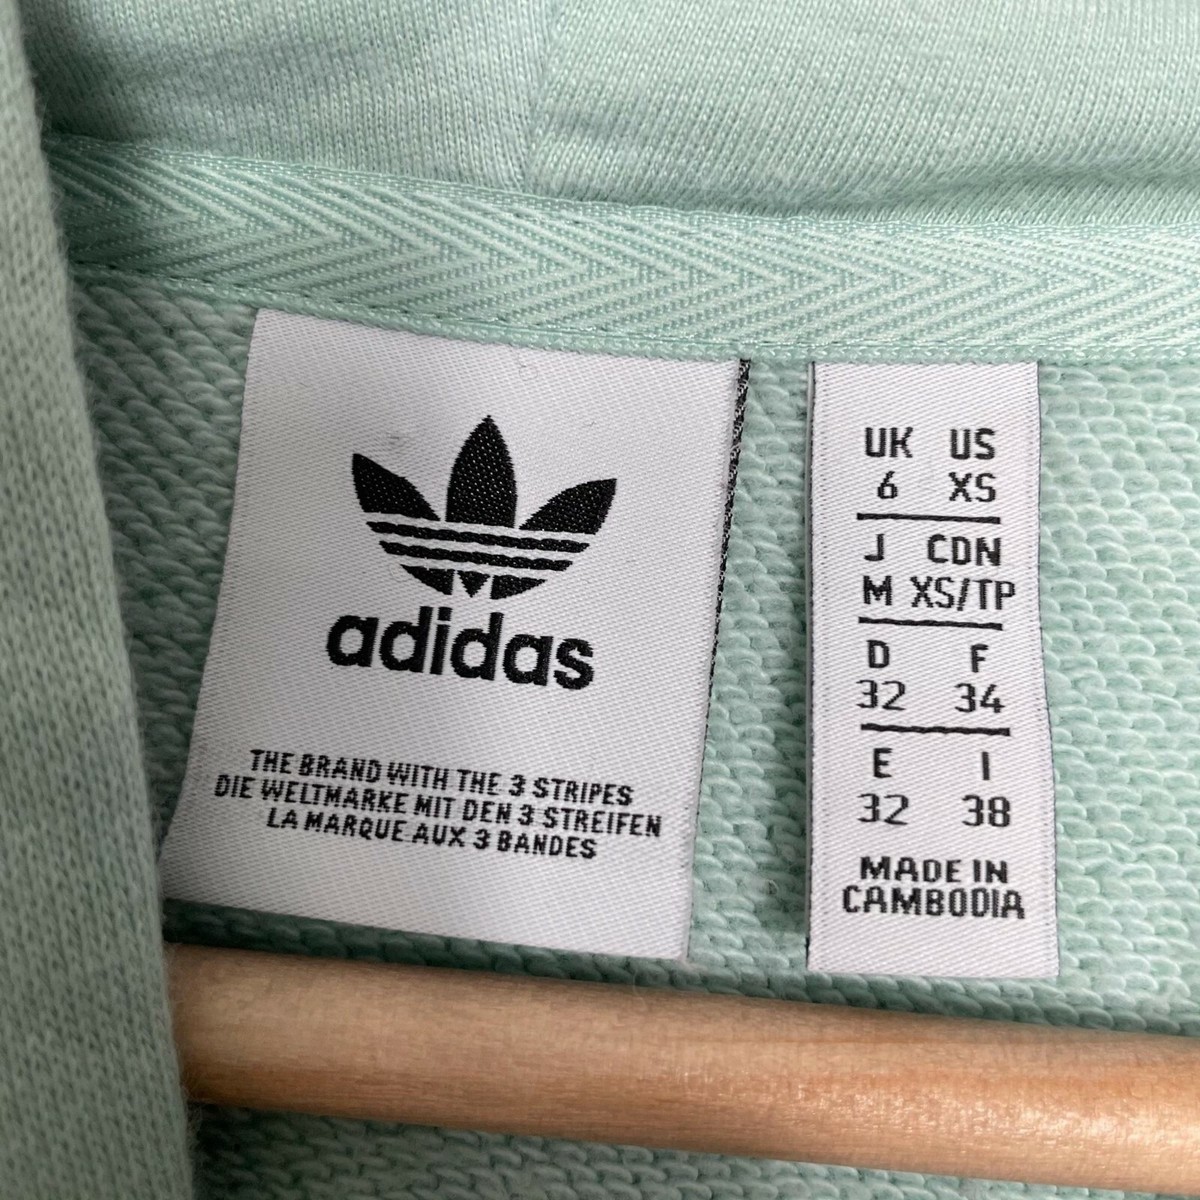 adidas
THE BRAND WITH THE 3 STRIPES
DIE WELTMARKE MIT DEN 3 STREIFEN
LA MARQUE AUX 3 BANDES
UK US
6 XS
J CDN
M XS/TP
D F
32 34
E I
32 38
MADE IN
CAMBODIA